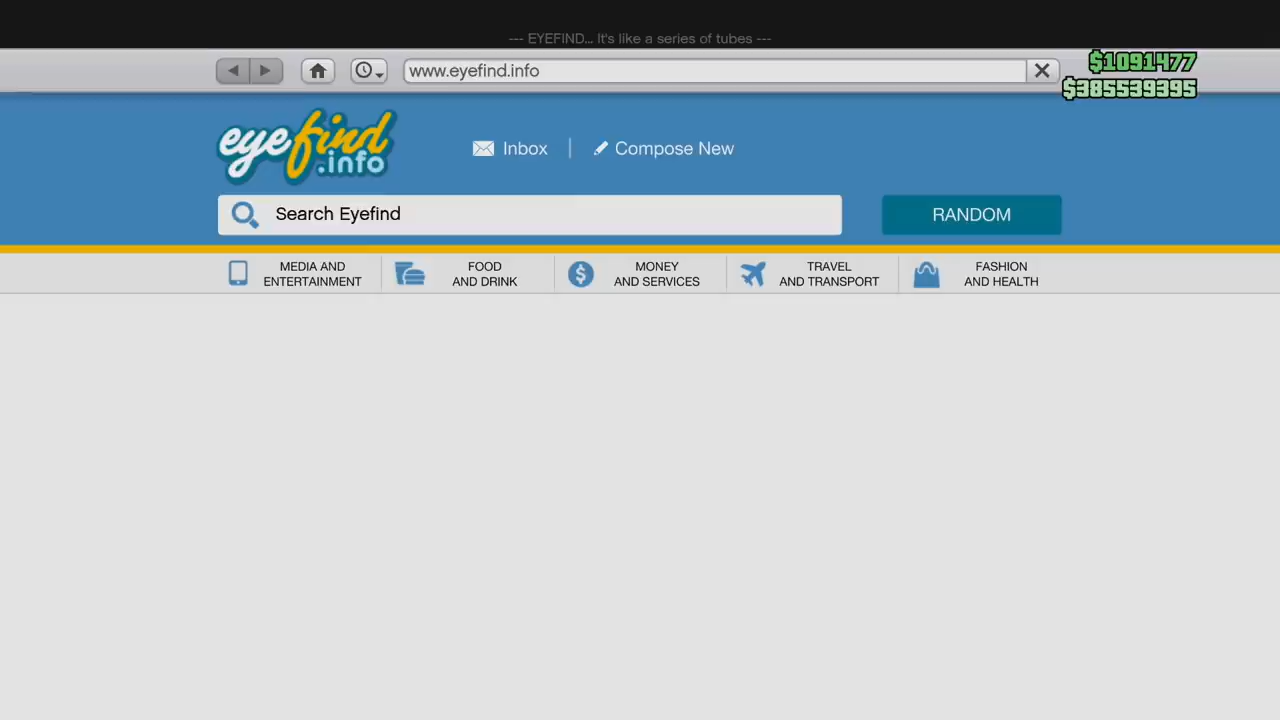 --- EYEFIND... It's like a series of tubes ---
www.eyefind.info
$1091477
$385539395
eyefind
.info
Inbox
Compose New
Search Eyefind
RANDOM
MEDIA AND
ENTERTAINMENT
FOOD
AND DRINK
MONEY
AND SERVICES
TRAVEL
AND TRANSPORT
FASHION
AND HEALTH